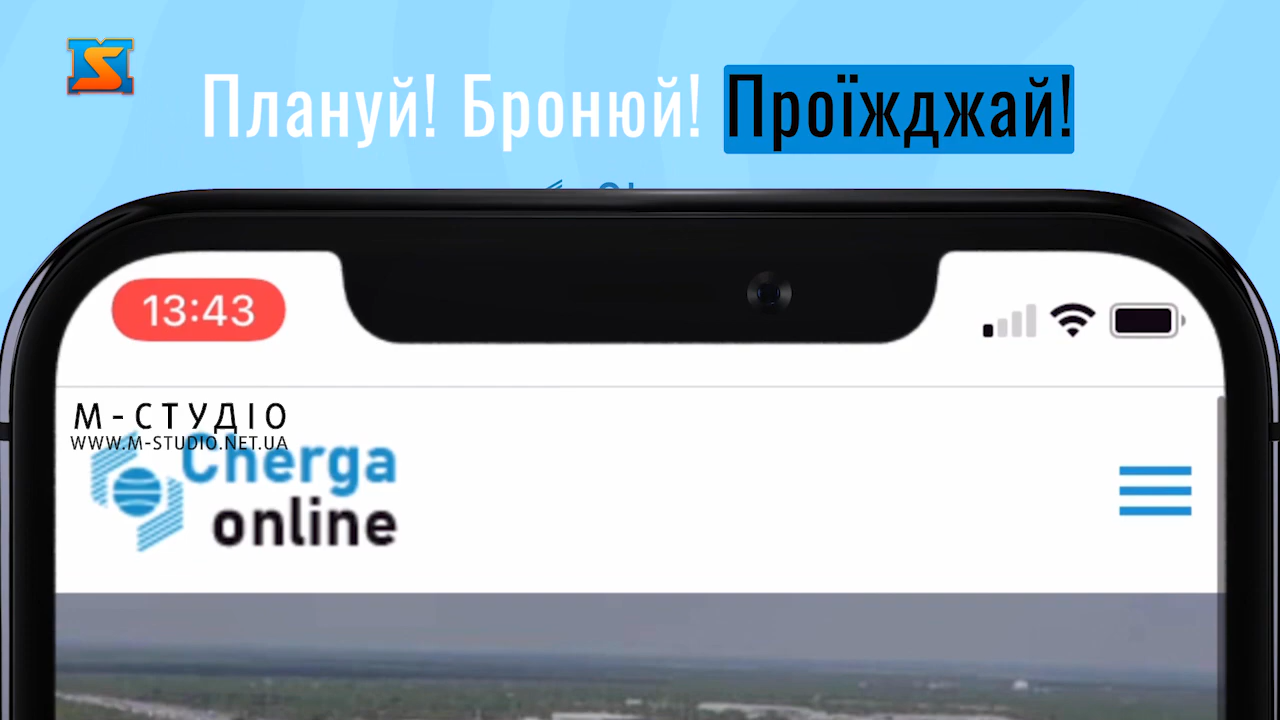 Плануй! Бронюй! Проїжджай!
13:43
М-СТУДІО
WWW.M-STUDIO.NET.UA
Cherga
online